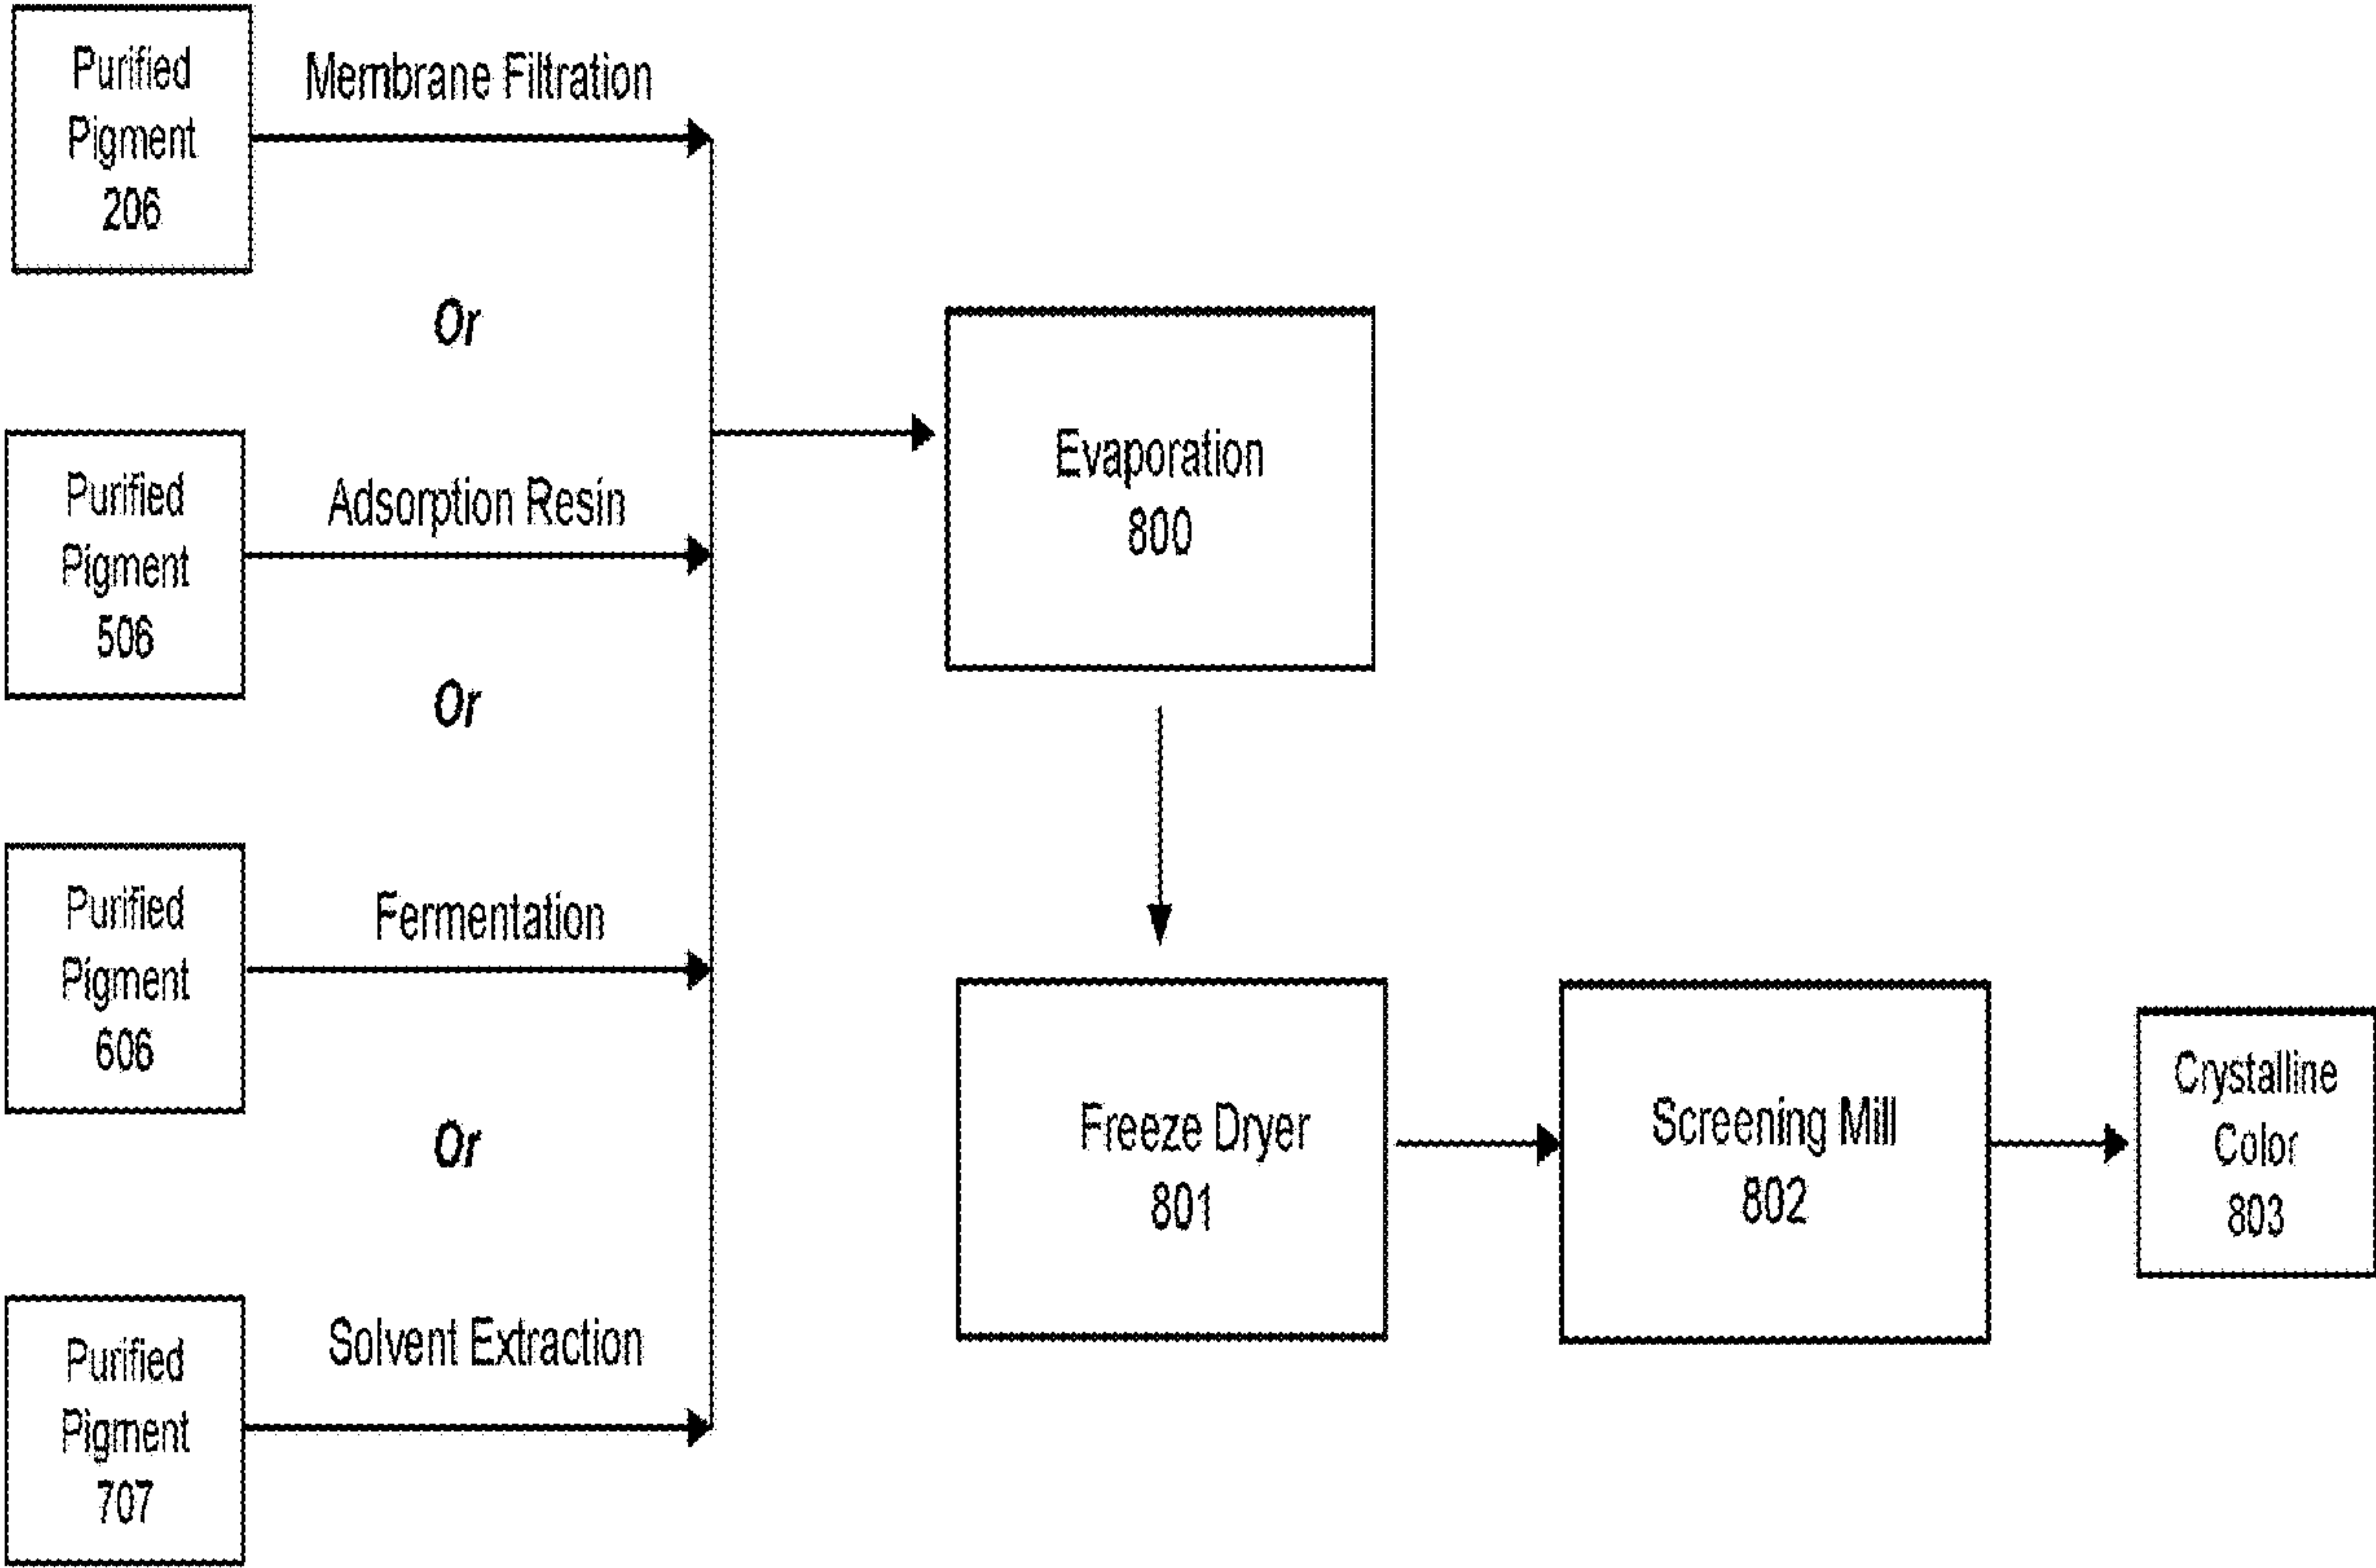 Purified
Pigment
206
Membrane Filtration
Or
Purified
Pigment
506
Adsorption Resin
Or
Purified
Pigment
606
Fermentation
Or
Purified
Pigment
707
Solvent Extraction
Evaporation
800
Freeze Dryer
801
Screening Mill
802
Crystalline
Color
803